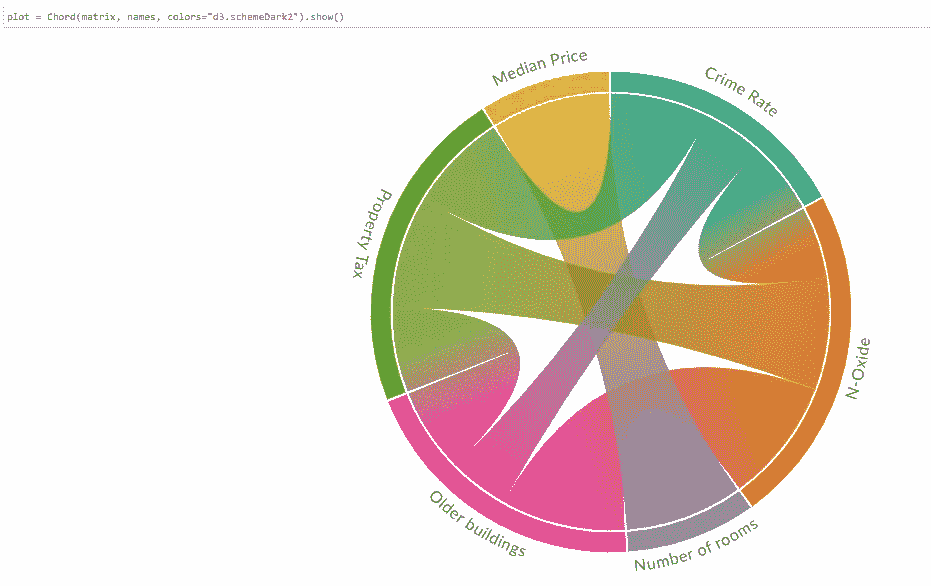 plot = Chord(matrix, names, colors="d3.schemeDark2").show()
Median Price
Crime Rate
Property Tax
N-Oxide
Older buildings
Number of rooms